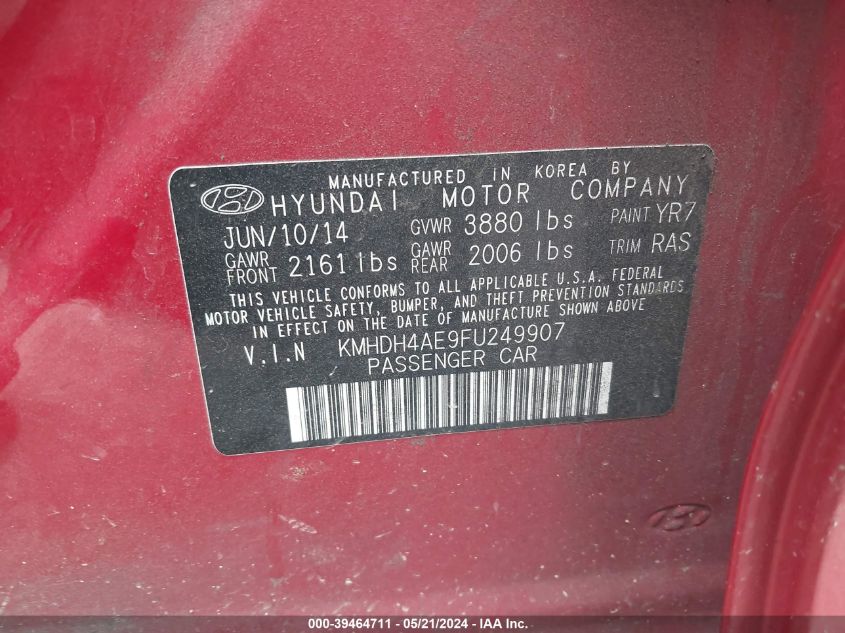 MANUFACTURED IN KOREA BY
HYUNDAI MOTOR COMPANY
JUN/10/14 GVWR 3880 lbs PAINT YR7
GAWR FRONT 2161 lbs GAWR REAR 2006 lbs TRIM RAS
THIS VEHICLE CONFORMS TO ALL APPLICABLE U.S.A. FEDERAL
MOTOR VEHICLE SAFETY, BUMPER, AND THEFT PREVENTION STANDARDS
IN EFFECT ON THE DATE OF MANUFACTURE SHOWN ABOVE
V.I.N KMHDH4AE9FU249907
PASSENGER CAR
000-39464711 - 05/21/2024 - IAAI.com